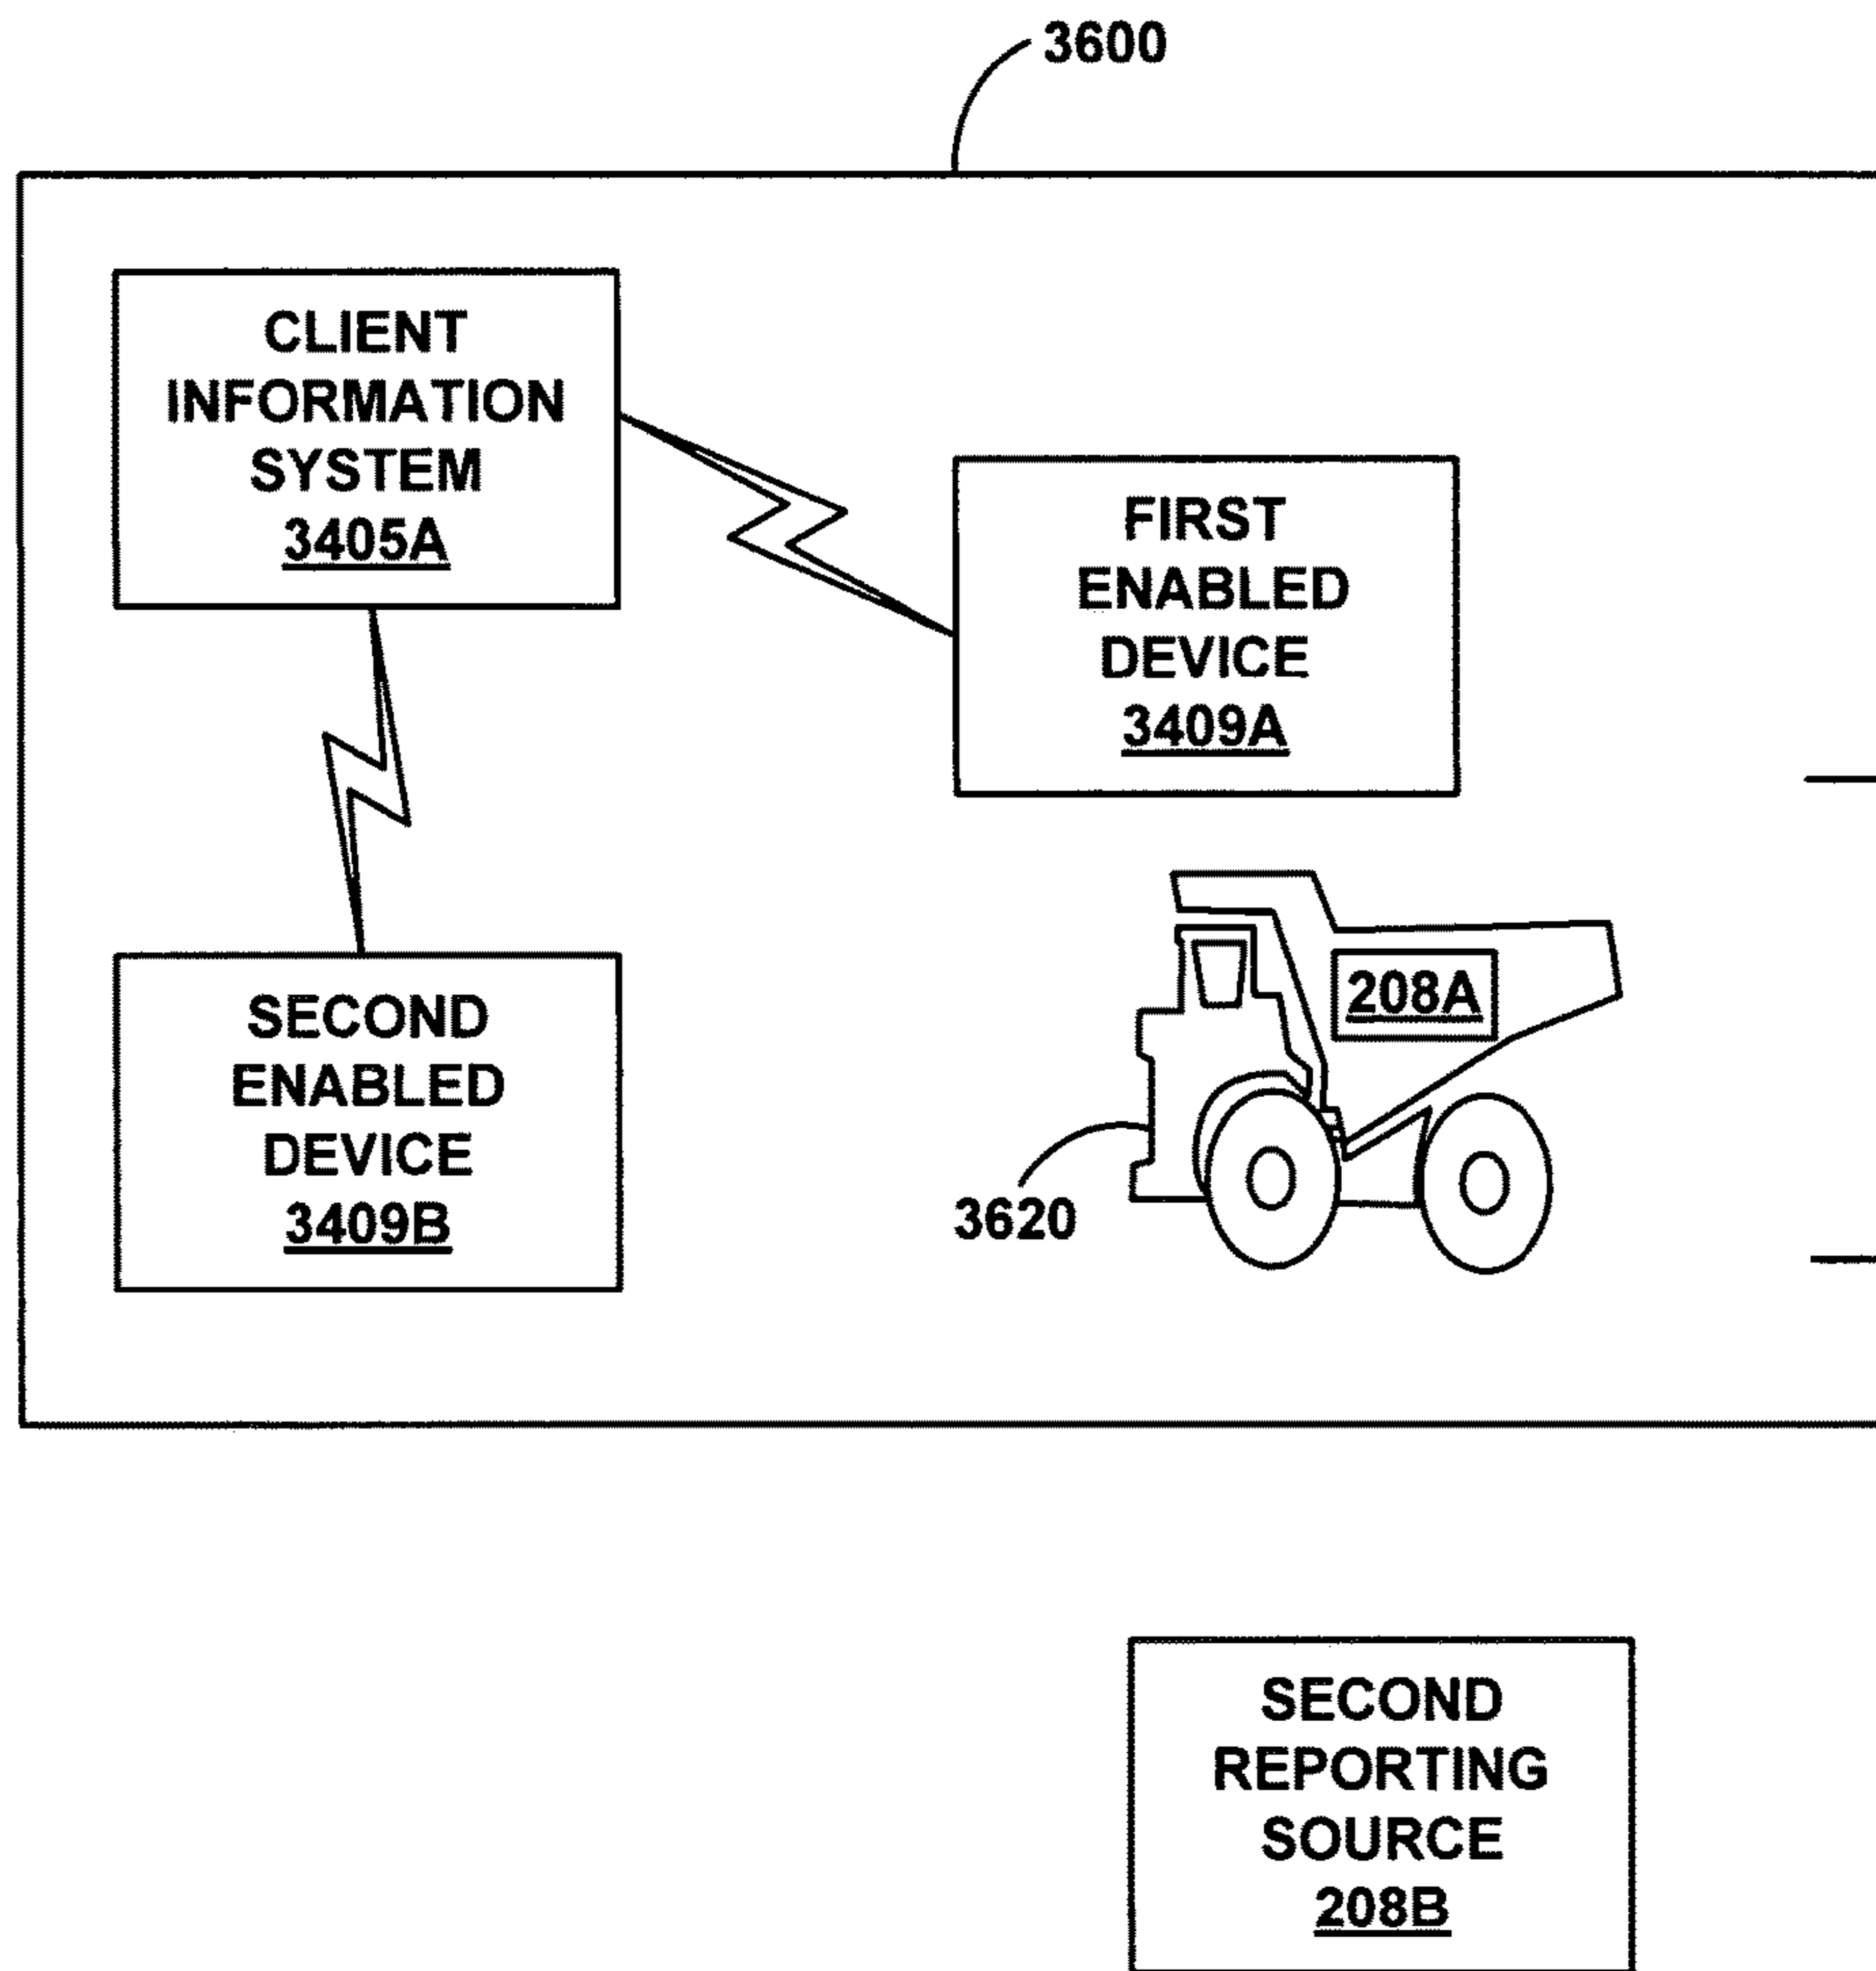 3600
CLIENT
INFORMATION
SYSTEM
3405A
FIRST
ENABLED
DEVICE
3409A
208A
SECOND
ENABLED
DEVICE
3409B
3620
SECOND
REPORTING
SOURCE
208B